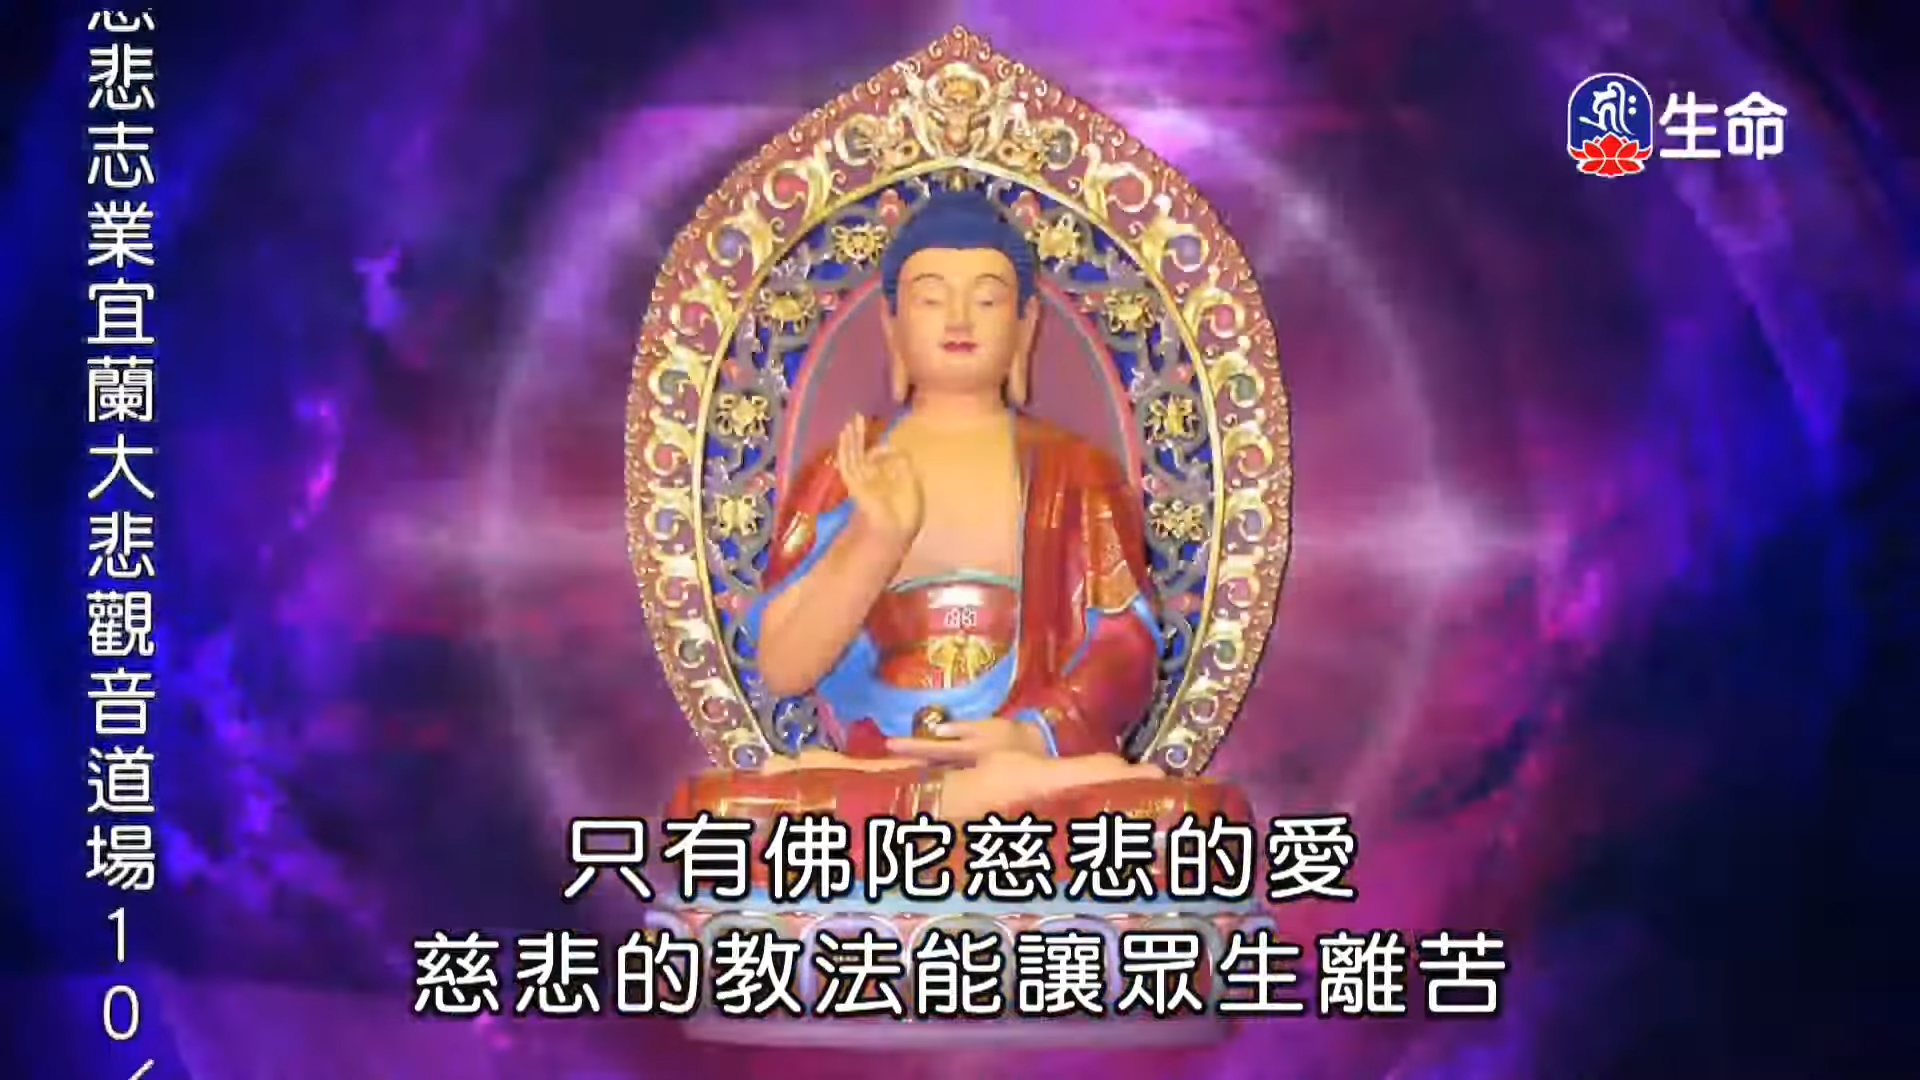 悲志業宜蘭大悲觀音道場10/
生命
只有佛陀慈悲的愛
慈悲的教法能讓眾生離苦